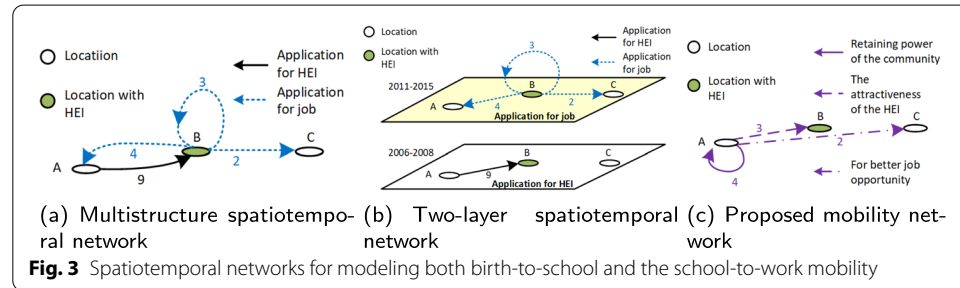 Locatiion
Application
for HEI
Location with
HEI
Application
for job
3
B
4
2
C
A
9
(a) Multistructure spatiotempo-
ral network
Location
Location with
HEI
Application
for HEI
Application
for job
3
2011-2015
B
C
A
4
2
Application for job
2006-2008
B
C
A
9
Application for HEI
(b) Two-layer spatiotemporal
network
Location
Retaining power
of the community
Location with
HEI
The
attractiveness
of the HEI
B
C
A
3
2
4
For better job
opportunity
(c) Proposed mobility net-
work
Fig. 3 Spatiotemporal networks for modeling both birth-to-school and the school-to-work mobility